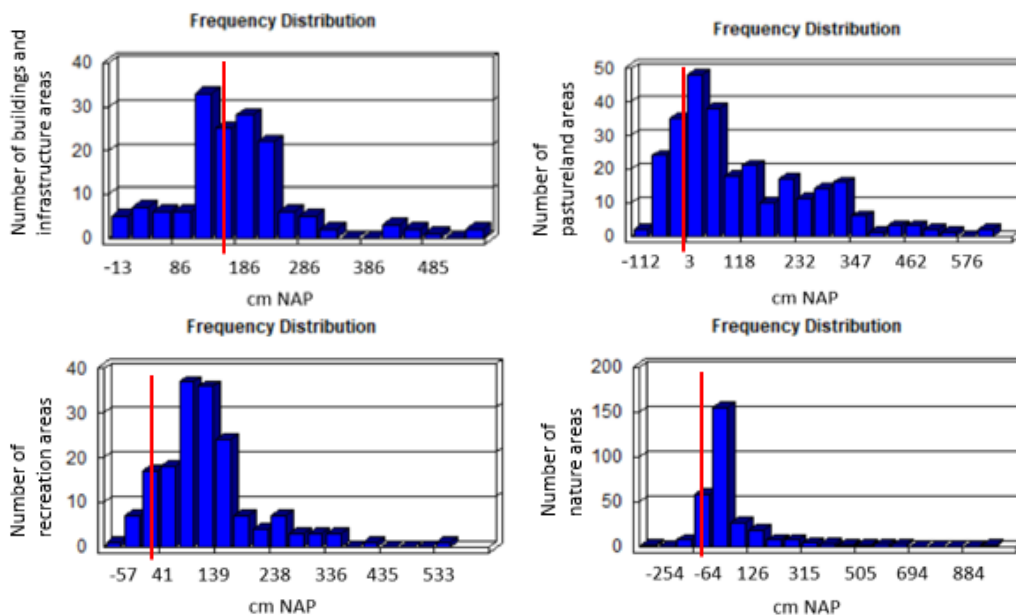 Frequency Distribution
Number of buildings and
infrastructure areas
40
30
20
10
0
-13 86 186 286 386 485
cm NAP
Frequency Distribution
Number of
pastureland areas
50
40
30
20
10
0
-112 3 118 232 347 462 576
cm NAP
Frequency Distribution
Number of
recreation areas
40
30
20
10
0
-57 41 139 238 336 435 533
cm NAP
Frequency Distribution
Number of
nature areas
200
150
100
50
0
-254 -64 126 315 505 694 884
cm NAP